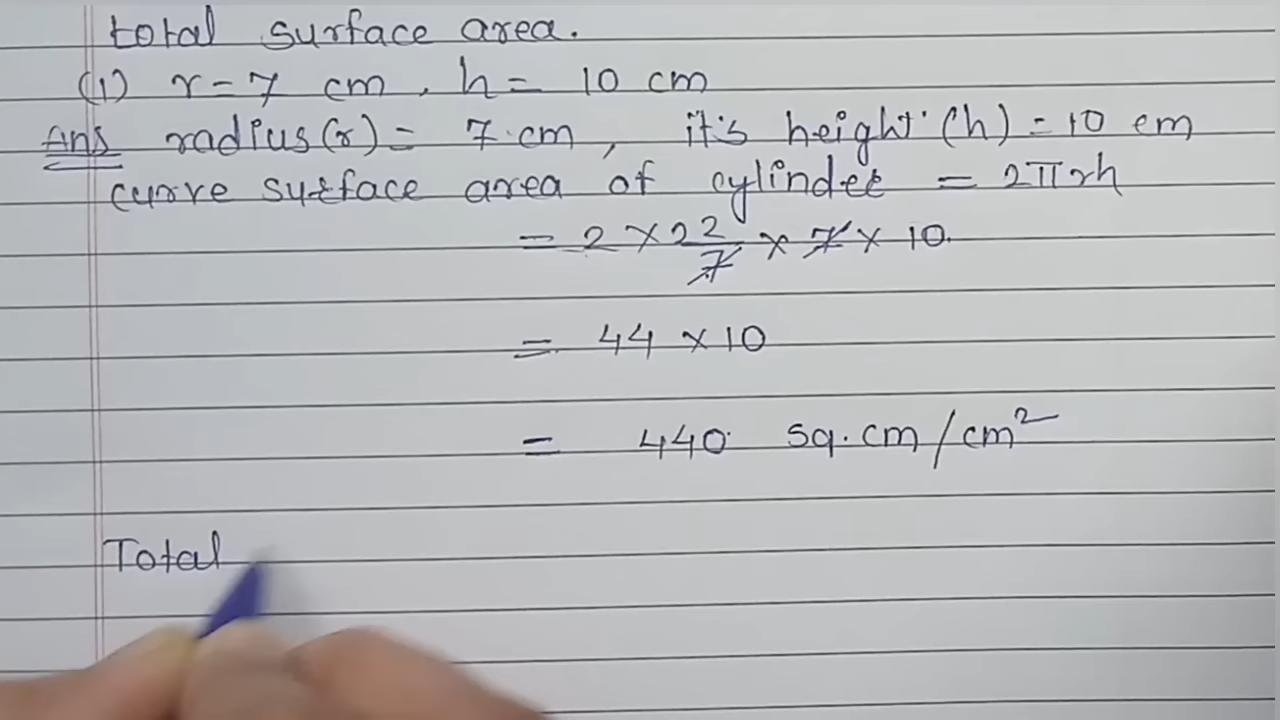 total surface area.
(1) r = 7 cm, h = 10 cm
Ans radius(r) = 7 cm, it's height (h) = 10 cm
curve surface area of cylinder = 2πrh
= 2 × 22/7 × 7 × 10
= 44 × 10
= 440 sq.cm/cm²
Total